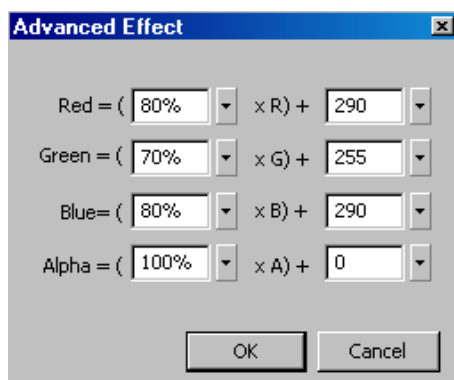 Advanced Effect
Red = ( 80% x R) + 290
Green = ( 70% x G) + 255
Blue= ( 80% x B) + 290
Alpha = ( 100% x A) + 0
OK Cancel